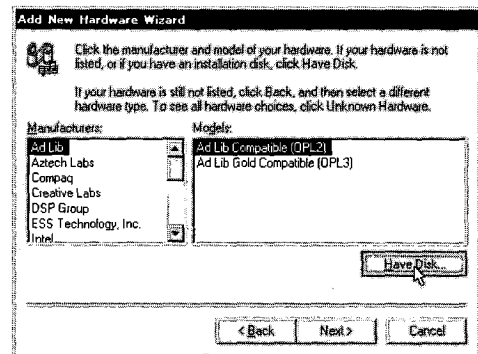 Add New Hardware Wizard
Click the manufacturer and model of your hardware. If your hardware is not
listed, or if you have an installation disk, click Have Disk.
If your hardware is still not listed, click Back, and then select a different
hardware type. To see all hardware choices, click Unknown Hardware.
Manufacturers:
Models:
Ad Lib
Aztech Labs
Compaq
Creative Labs
DSP Group
ESS Technology, Inc.
Intel
Ad Lib Compatible (OPL2)
Ad Lib Gold Compatible (OPL3)
Have Disk...
< Back
Next >
Cancel